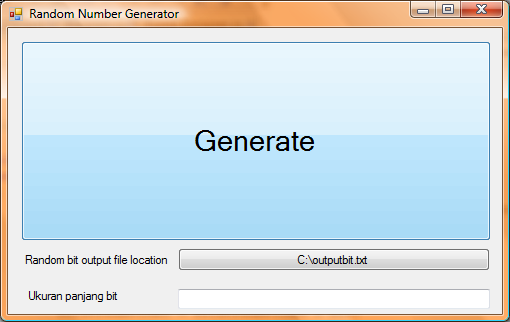 Random Number Generator
Generate
Random bit output file location
C:\outputbit.txt
Ukuran panjang bit